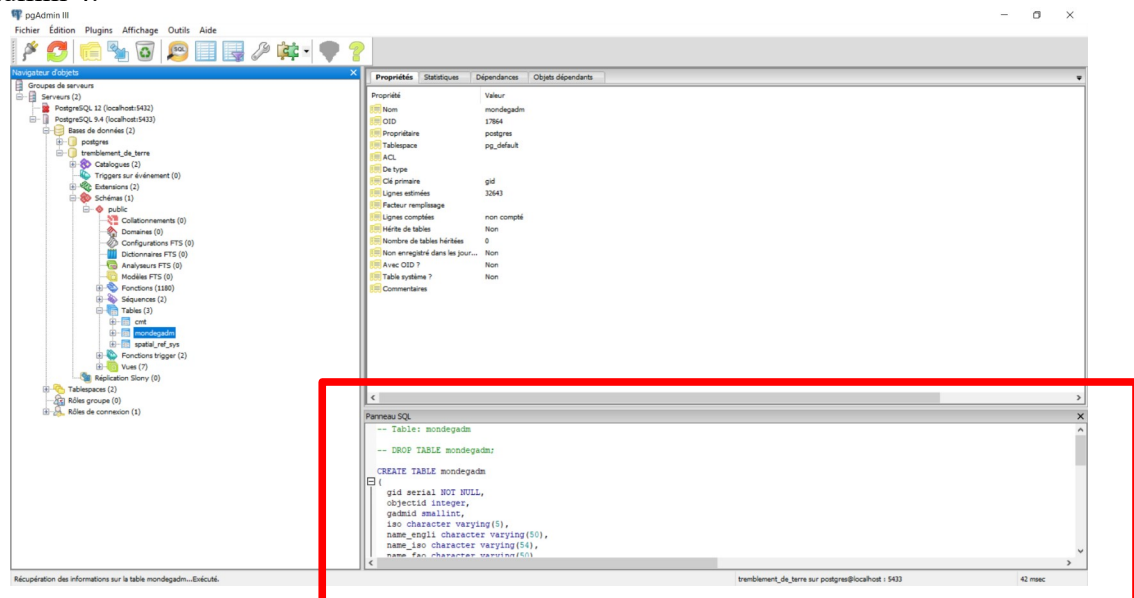 pgAdmin III
Fichier Édition Plugins Affichage Outils Aide
SQL
Navigateur d'objets
Groupes de serveurs
Serveurs (2)
PostgreSQL 12 (localhost:5432)
PostgreSQL 9.4 (localhost:5433)
Bases de données (2)
postgres
tremblement_de_terre
Catalogues (2)
Triggers sur événement (0)
Extensions (2)
Schémas (1)
public
Collationnements (0)
Domaines (0)
Configurations FTS (0)
Dictionnaires FTS (0)
Analyseurs FTS (0)
Modèles FTS (0)
Fonctions (1180)
Séquences (2)
Tables (3)
cmt
mondegadm
spatial_ref_sys
Fonctions trigger (2)
Vues (7)
Réplication Slony (0)
Tablespaces (2)
Rôles groupe (0)
Rôles de connexion (1)
Propriétés Statistiques Dépendances Objets dépendants
Propriété Valeur
Nom mondegadm
OID 17864
Propriétaire postgres
Tablespace pg_default
ACL
De type
Clé primaire gid
Lignes estimées 32643
Facteur remplissage
Lignes comptées non compté
Hérite de tables Non
Nombre de tables héritées 0
Non enregistré dans les jour... Non
Avec OID ? Non
Table système ? Non
Commentaires
Panneau SQL
-- Table: mondegadm
-- DROP TABLE mondegadm;
CREATE TABLE mondegadm
(
gid serial NOT NULL,
objectid integer,
gadmid smallint,
iso character varying(5),
name_engli character varying(50),
name_iso character varying(54),
name_fao character varying(50),
Récupération des informations sur la table mondegadm...Exécuté. tremblement_de_terre sur postgres@localhost : 5433 42 msec